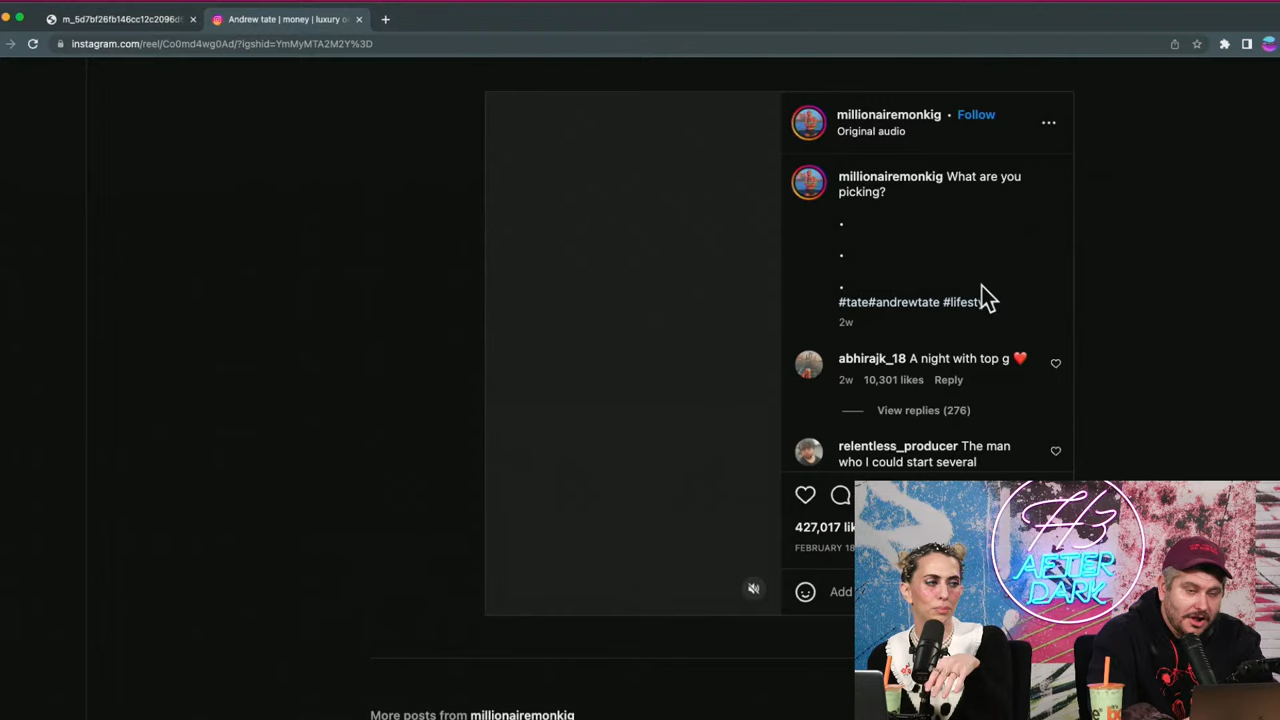 m_5d7bf26fb146cc12c2096d
Andrew tate | money | luxury o
instagram.com/reel/Co0md4wg0Ad/?igshid=YmMyMTA2M2Y%3D
millionairemonkig • Follow
Original audio
millionairemonkig What are you
picking?
.
.
.
#tate#andrewtate #lifesty
2w
abhirajk_18 A night with top g ❤️
2w 10,301 likes Reply
View replies (276)
relentless_producer The man
who I could start several
427,017 lik
FEBRUARY 18
Add
H3
AFTER
DARK
More posts from millionairemonkig